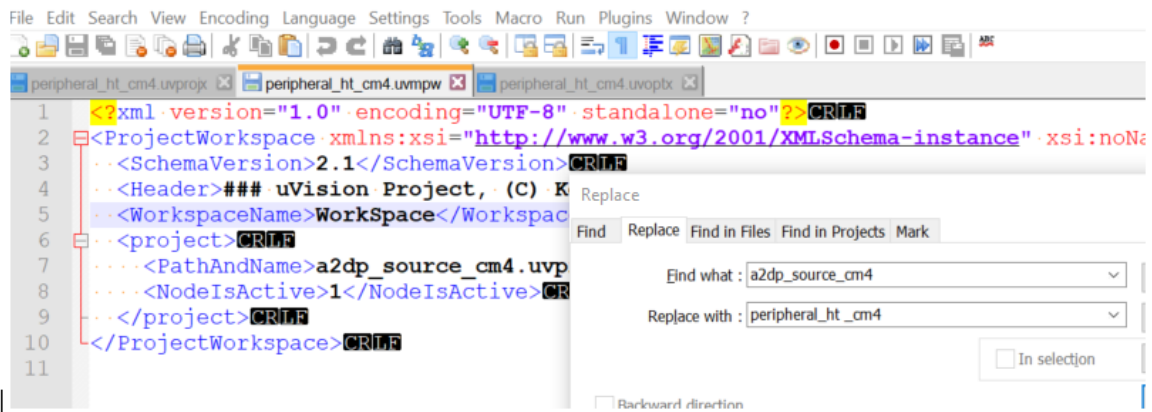 File Edit Search View Encoding Language Settings Tools Macro Run Plugins Window ?
ABC
peripheral_ht_cm4.uvprojx peripheral_ht_cm4.uvmpw peripheral_ht_cm4.uvoptx
1 <?xml version="1.0" encoding="UTF-8" standalone="no"?>CRLF
2 <ProjectWorkspace xmlns:xsi="http://www.w3.org/2001/XMLSchema-instance" xsi:noNa
3 <SchemaVersion>2.1</SchemaVersion>CRLF
4 <Header>### uVision Project, (C) K
5 <WorkspaceName>WorkSpace</Workspac
6 <project>CRLF
7 <PathAndName>a2dp_source_cm4.uvp
8 <NodeIsActive>1</NodeIsActive>CR
9 </project>CRLF
10 </ProjectWorkspace>CRLF
11
Replace
Find Replace Find in Files Find in Projects Mark
Find what : a2dp_source_cm4
Replace with : peripheral_ht _cm4
In selection
Backward direction